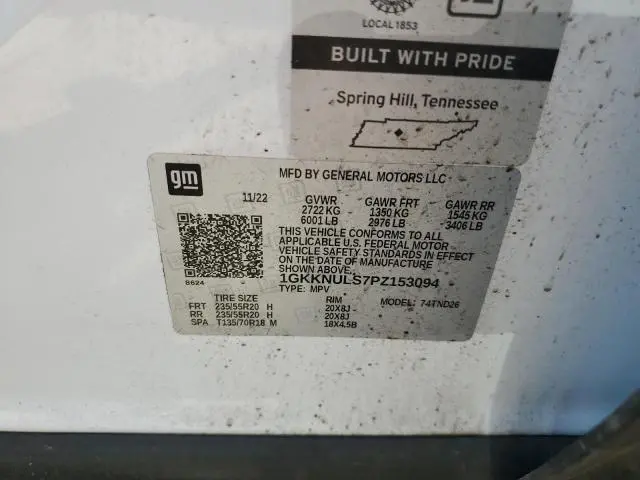 LOCAL 1853
BUILT WITH PRIDE
Spring Hill, Tennessee
gm
MFD BY GENERAL MOTORS LLC
11/22 GVWR GAWR FRT GAWR RR
2722 KG 1350 KG 1545 KG
6001 LB 2976 LB 3406 LB
THIS VEHICLE CONFORMS TO ALL
APPLICABLE U.S. FEDERAL MOTOR
VEHICLE SAFETY STANDARDS IN EFFECT
ON THE DATE OF MANUFACTURE
SHOWN ABOVE.
1GKKNULS7PZ153094
8624 TYPE: MPV MODEL: 74TND26
TIRE SIZE RIM
FRT 235/55R20 H 20X8J
RR 235/55R20 H 20X8J
SPA T135/70R18 M 18X4.5B